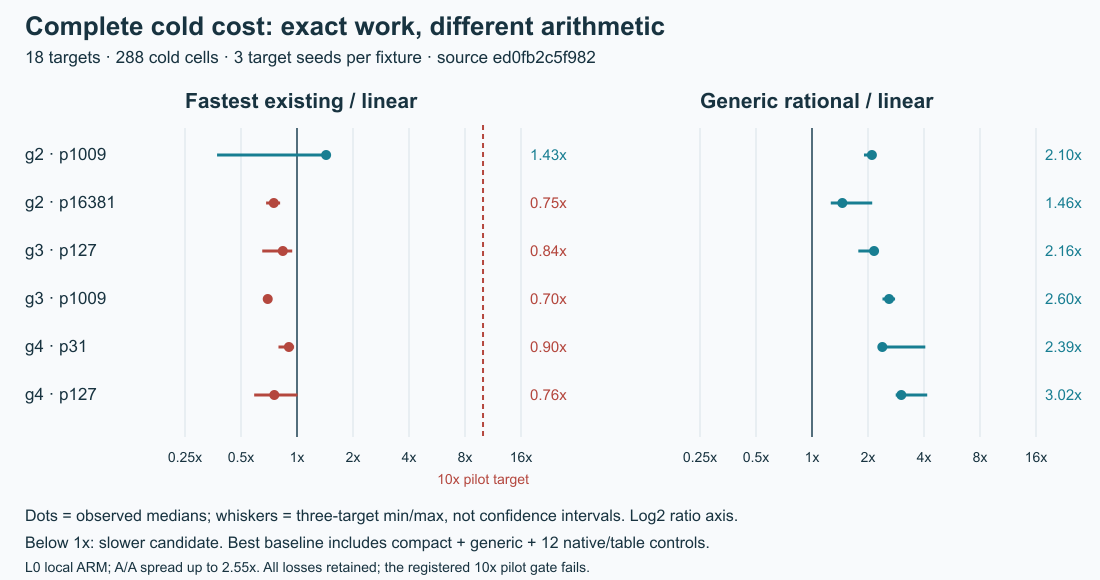 Complete cold cost: exact work, different arithmetic
18 targets · 288 cold cells · 3 target seeds per fixture · source ed0fb2c5f982
Fastest existing / linear
Generic rational / linear
g2 · p1009
1.43x
2.10x
g2 · p16381
0.75x
1.46x
g3 · p127
0.84x
2.16x
g3 · p1009
0.70x
2.60x
g4 · p31
0.90x
2.39x
g4 · p127
0.76x
3.02x
0.25x 0.5x 1x 2x 4x 8x 16x
0.25x 0.5x 1x 2x 4x 8x 16x
10x pilot target
Dots = observed medians; whiskers = three-target min/max, not confidence intervals. Log2 ratio axis.
Below 1x: slower candidate. Best baseline includes compact + generic + 12 native/table controls.
L0 local ARM; A/A spread up to 2.55x. All losses retained; the registered 10x pilot gate fails.